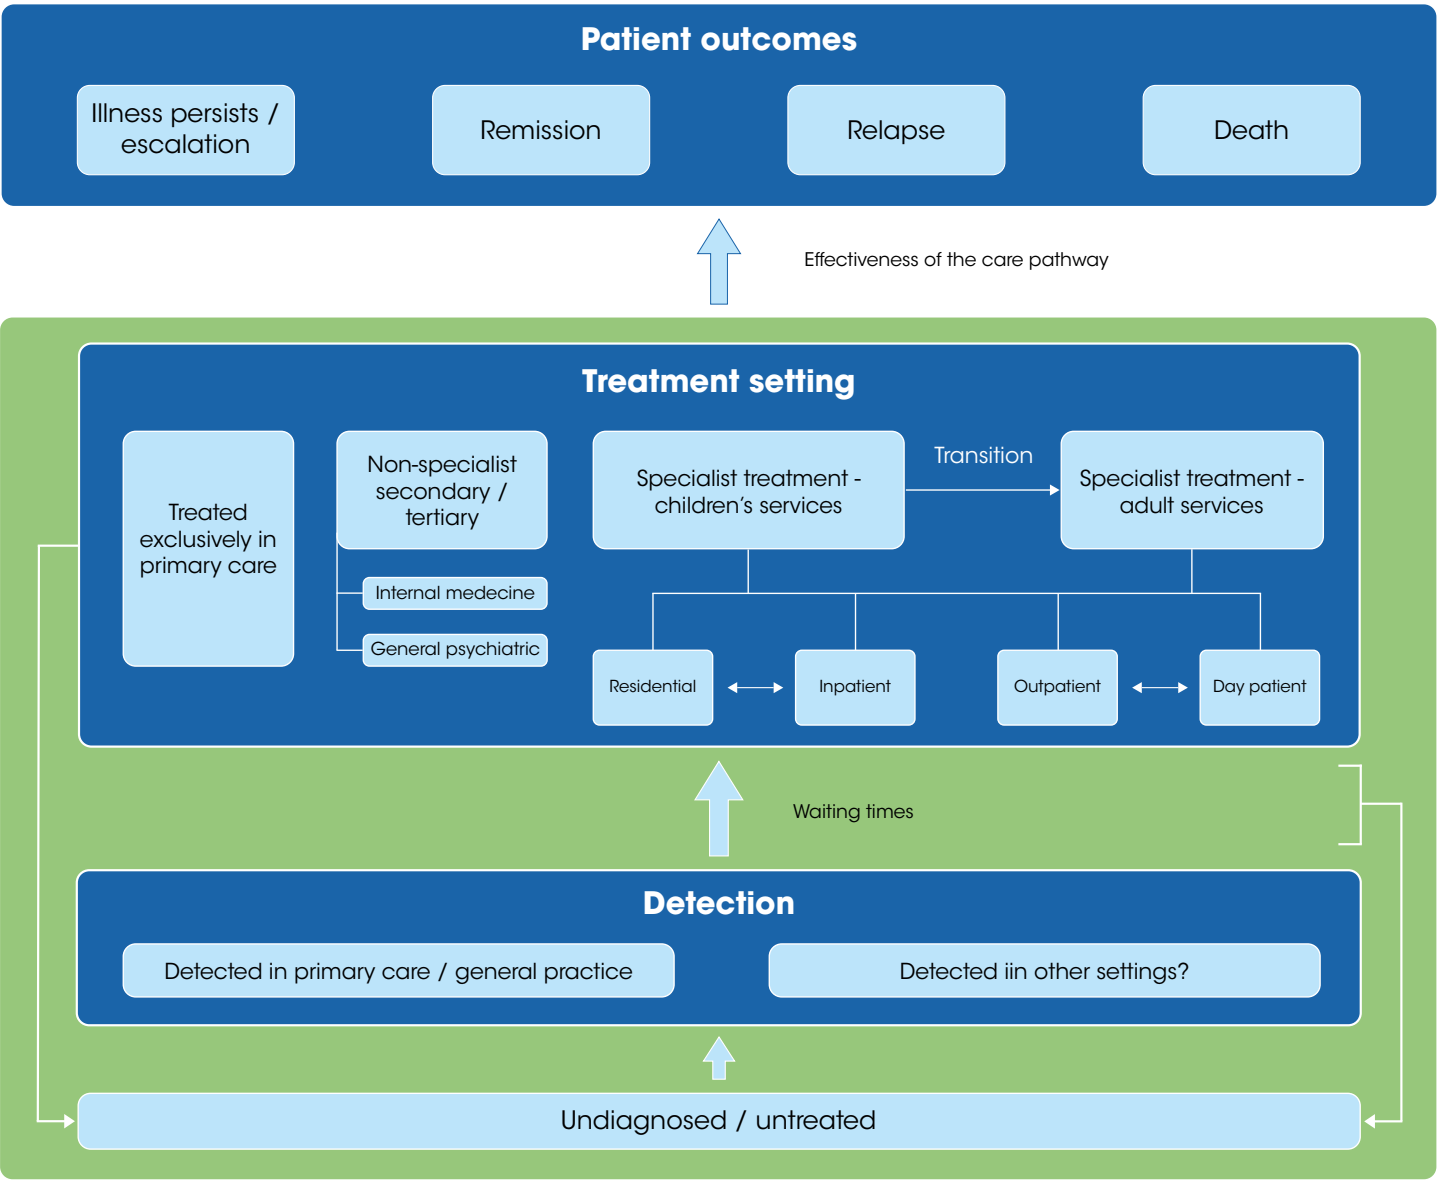 Patient outcomes
Illness persists /
escalation
Remission
Relapse
Death
Effectiveness of the care pathway
Treatment setting
Treated
exclusively in
primary care
Non-specialist
secondary /
tertiary
Internal medecine
General psychiatric
Specialist treatment -
children's services
Transition
Specialist treatment -
adult services
Residential
Inpatient
Outpatient
Day patient
Waiting times
Detection
Detected in primary care / general practice
Detected iin other settings?
Undiagnosed / untreated